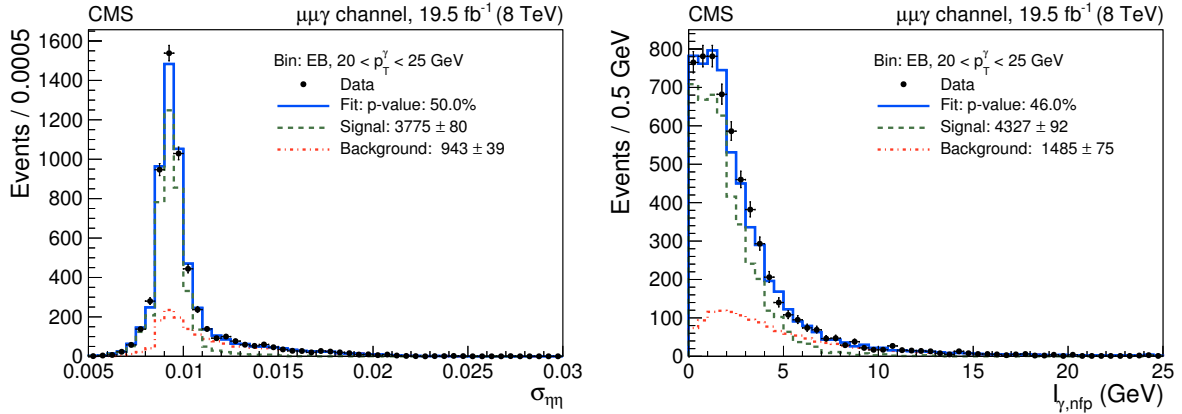 CMS μμγ channel, 19.5 fb⁻¹ (8 TeV)
Events / 0.0005
1600
1400
1200
1000
800
600
400
200
0
Bin: EB, 20 < p_T^γ < 25 GeV
Data
Fit: p-value: 50.0%
Signal: 3775 ± 80
Background: 943 ± 39
0.005 0.01 0.015 0.02 0.025 0.03
σ_ηη
CMS μμγ channel, 19.5 fb⁻¹ (8 TeV)
Events / 0.5 GeV
800
700
600
500
400
300
200
100
0
Bin: EB, 20 < p_T^γ < 25 GeV
Data
Fit: p-value: 46.0%
Signal: 4327 ± 92
Background: 1485 ± 75
0 5 10 15 20 25
I_γ,nfp (GeV)